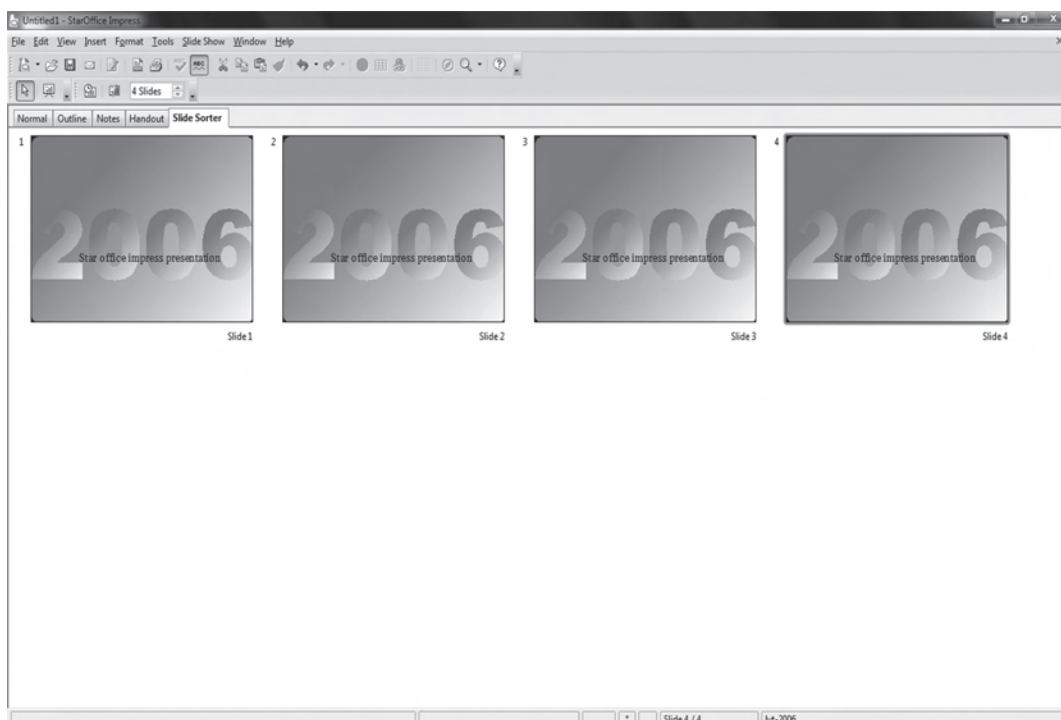 Untitled1 - StarOffice Impress
File Edit View Insert Format Tools Slide Show Window Help
4 Slides
Normal Outline Notes Handout Slide Sorter
1 2 3 4
2006 2006 2006 2006
Star office impress presentation Star office impress presentation Star office impress presentation Star office impress presentation
Slide 1 Slide 2 Slide 3 Slide 4
* Slide 4 / 4